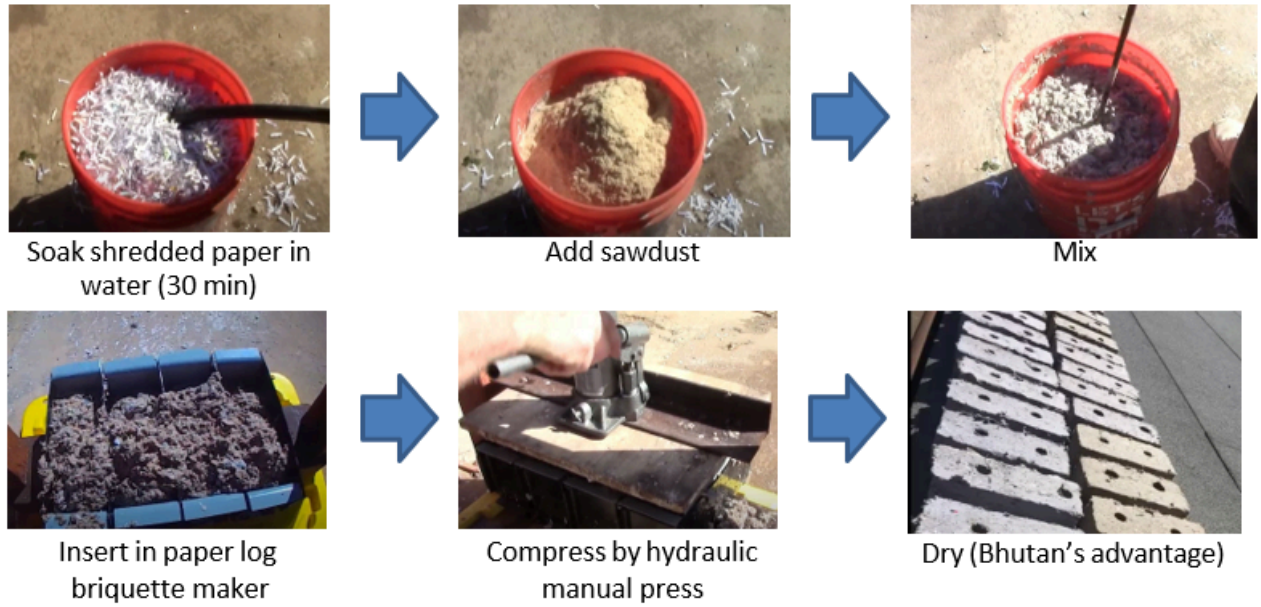 Soak shredded paper in
water (30 min)
Add sawdust
Mix
Insert in paper log
briquette maker
Compress by hydraulic
manual press
Dry (Bhutan's advantage)